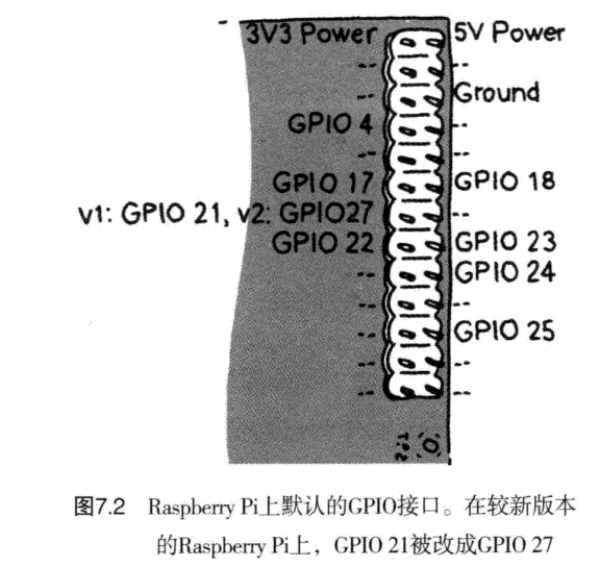 3V3 Power 5V Power
-- --
-- Ground
GPIO 4 --
-- --
GPIO 17 GPIO 18
v1: GPIO 21, v2: GPIO27 --
GPIO 22 GPIO 23
-- GPIO 24
-- --
-- GPIO 25
-- --
-- --
图7.2 Raspberry Pi上默认的GPIO接口。在较新版本
的Raspberry Pi上，GPIO 21被改成GPIO 27